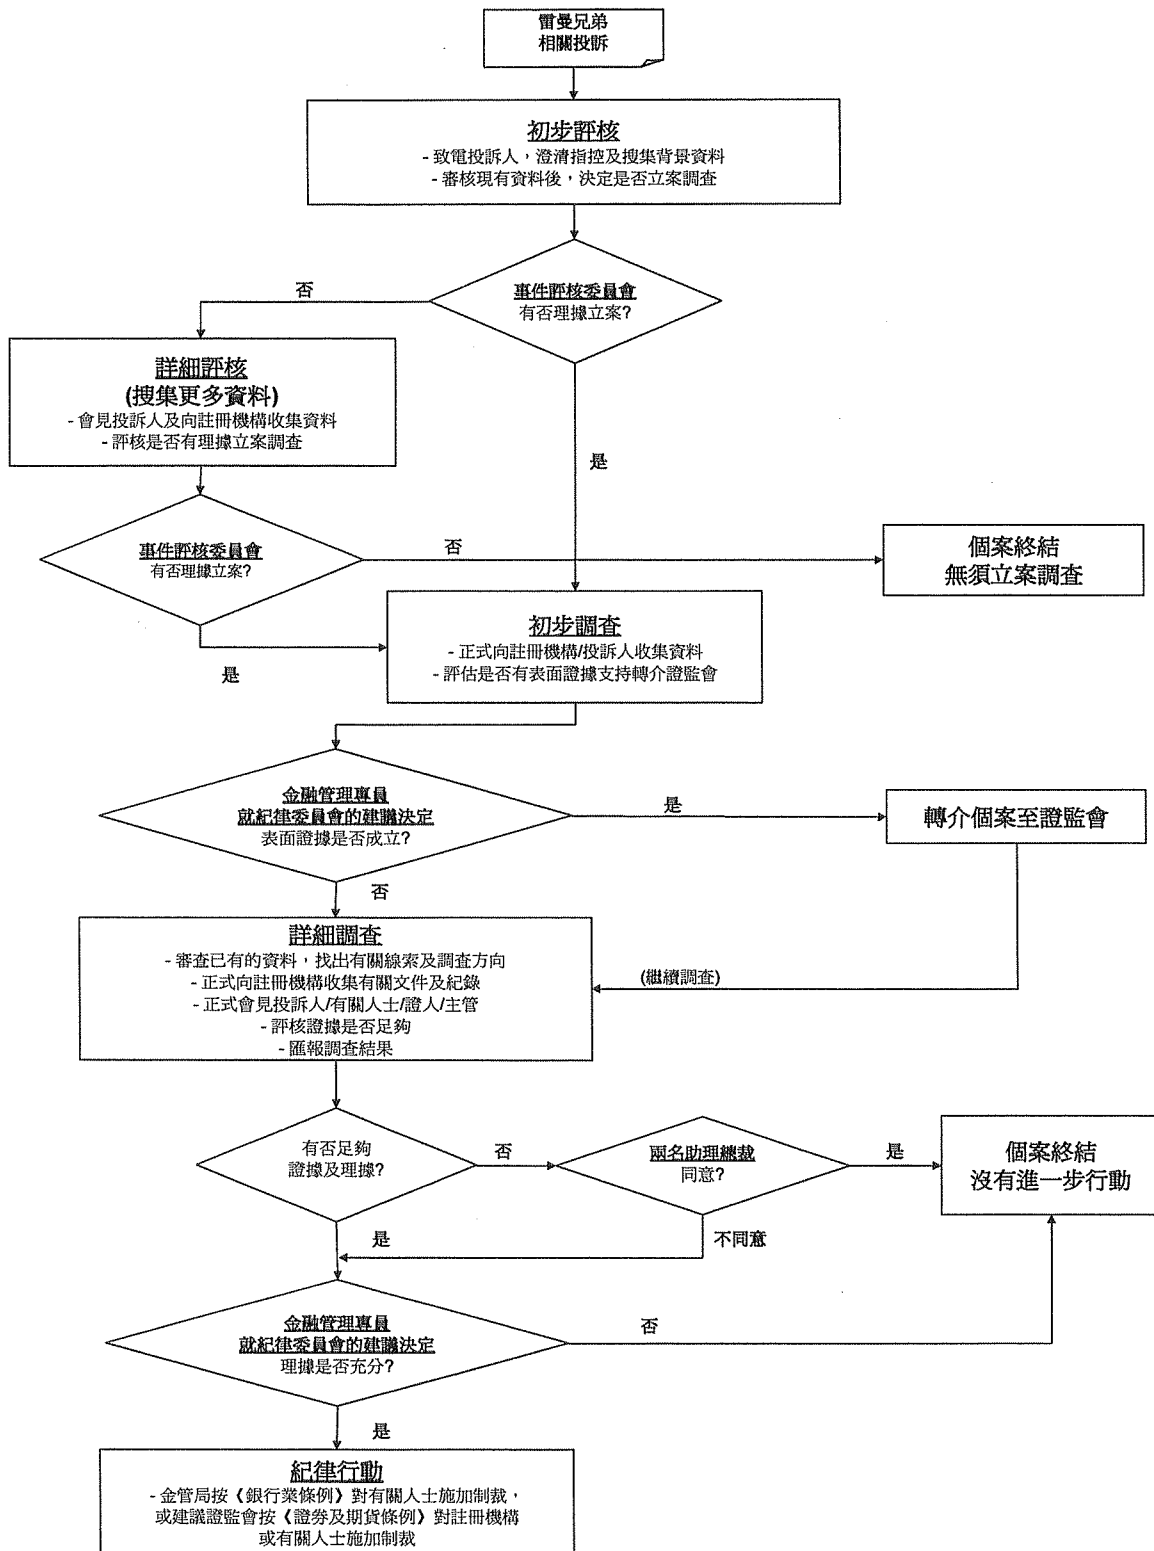 雷曼兄弟
相關投訴
初步評核
- 致電投訴人，澄清指控及搜集背景資料
- 審核現有資料後，決定是否立案調查
事件評核委員會
有否理據立案?
否
是
詳細評核
(搜集更多資料)
- 會見投訴人及向註冊機構收集資料
- 評核是否有理據立案調查
事件評核委員會
有否理據立案?
否
個案終結
無須立案調查
是
初步調查
- 正式向註冊機構/投訴人收集資料
- 評估是否有表面證據支持轉介證監會
金融管理專員
就紀律委員會的建議決定
表面證據是否成立?
是
轉介個案至證監會
否
詳細調查
- 審查已有的資料，找出有關線索及調查方向
- 正式向註冊機構收集有關文件及紀錄
- 正式會見投訴人/有關人士/證人/主管
- 評核證據是否足夠
- 匯報調查結果
(繼續調查)
有否足夠
證據及理據?
否
兩名助理總裁
同意?
是
個案終結
沒有進一步行動
是
不同意
金融管理專員
就紀律委員會的建議決定
理據是否充分?
否
是
紀律行動
- 金管局按《銀行業條例》對有關人士施加制裁，
或建議證監會按《證券及期貨條例》對註冊機構
或有關人士施加制裁